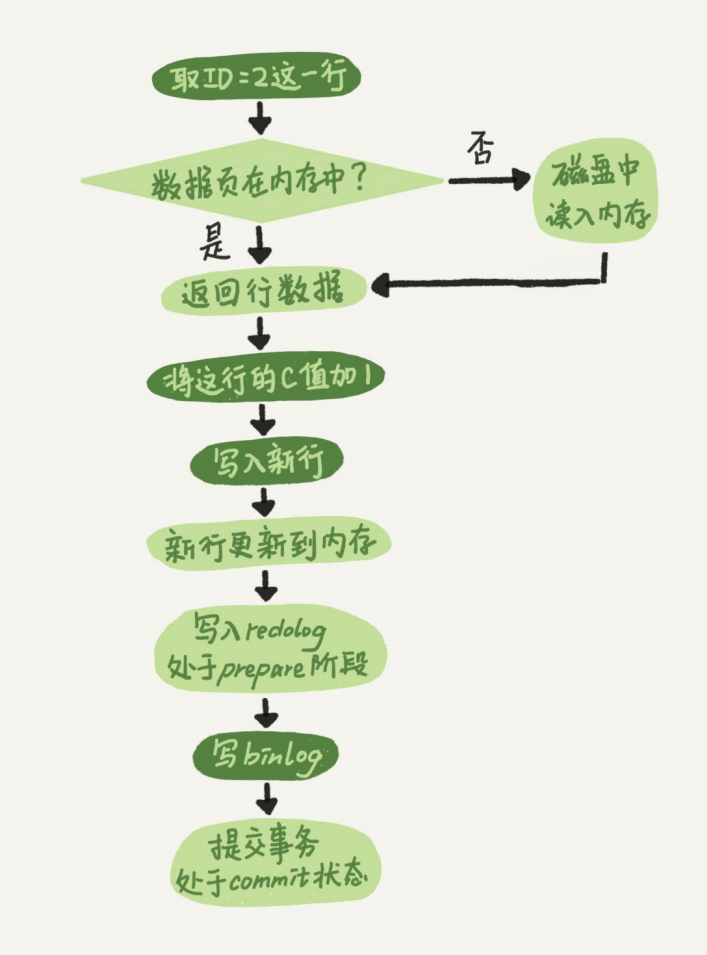 取ID=2这一行
数据页在内存中？
否
磁盘中
读入内存
是
返回行数据
将这行的C值加1
写入新行
新行更新到内存
写入redolog
处于prepare阶段
写binlog
提交事务
处于commit状态